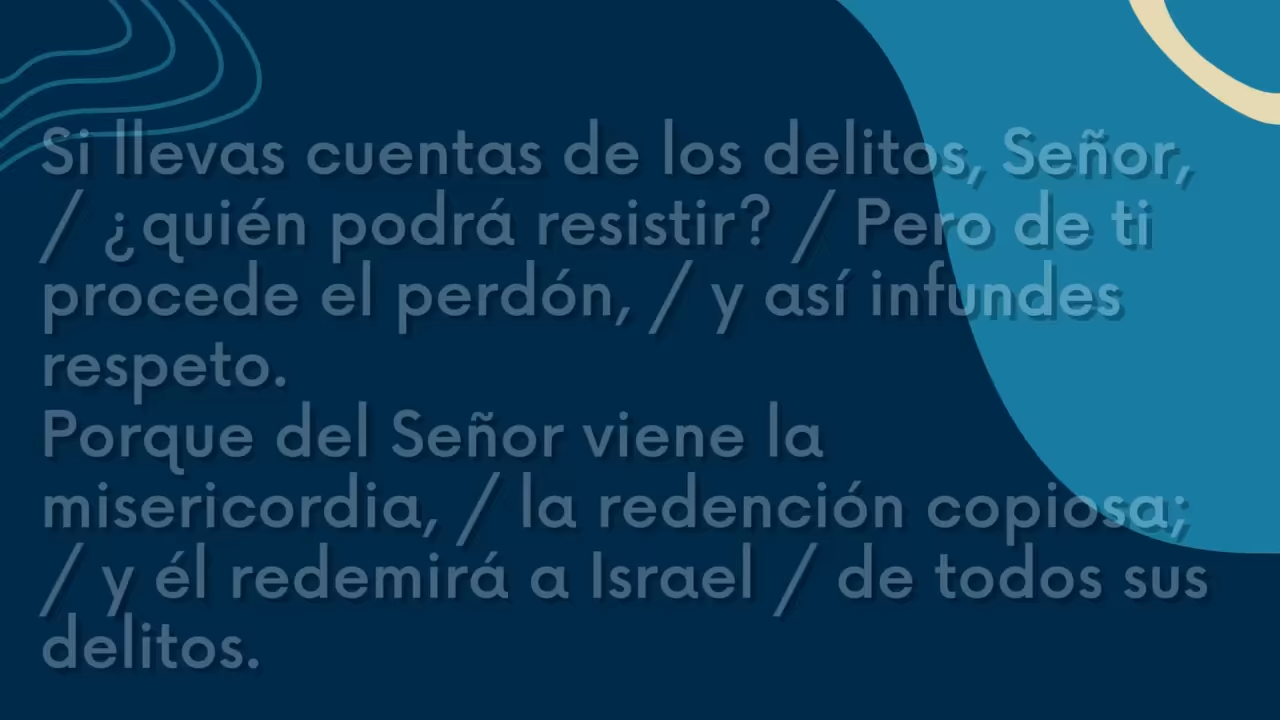 Si llevas cuentas de los delitos, Señor,
/ ¿quién podrá resistir? / Pero de ti
procede el perdón, / y así infundes
respeto.
Porque del Señor viene la
misericordia, / la redención copiosa;
/ y él redemirá a Israel / de todos sus
delitos.